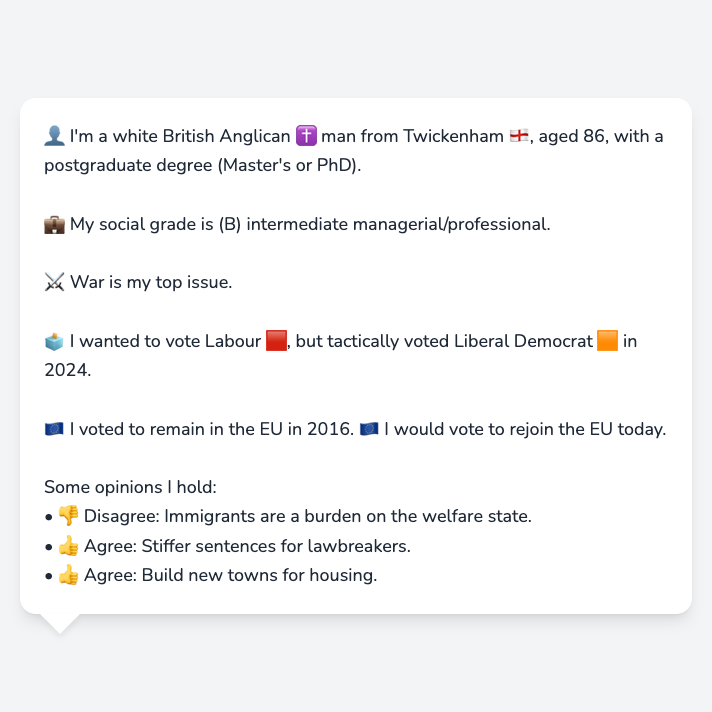 👤 I'm a white British Anglican ✝️ man from Twickenham 🏴󠁧󠁢󠁥󠁮󠁧󠁿, aged 86, with a
postgraduate degree (Master's or PhD).
💼 My social grade is (B) intermediate managerial/professional.
⚔️ War is my top issue.
🗳️ I wanted to vote Labour 🟥, but tactically voted Liberal Democrat 🟧 in
2024.
🇪🇺 I voted to remain in the EU in 2016. 🇪🇺 I would vote to rejoin the EU today.
Some opinions I hold:
• 👎 Disagree: Immigrants are a burden on the welfare state.
• 👍 Agree: Stiffer sentences for lawbreakers.
• 👍 Agree: Build new towns for housing.